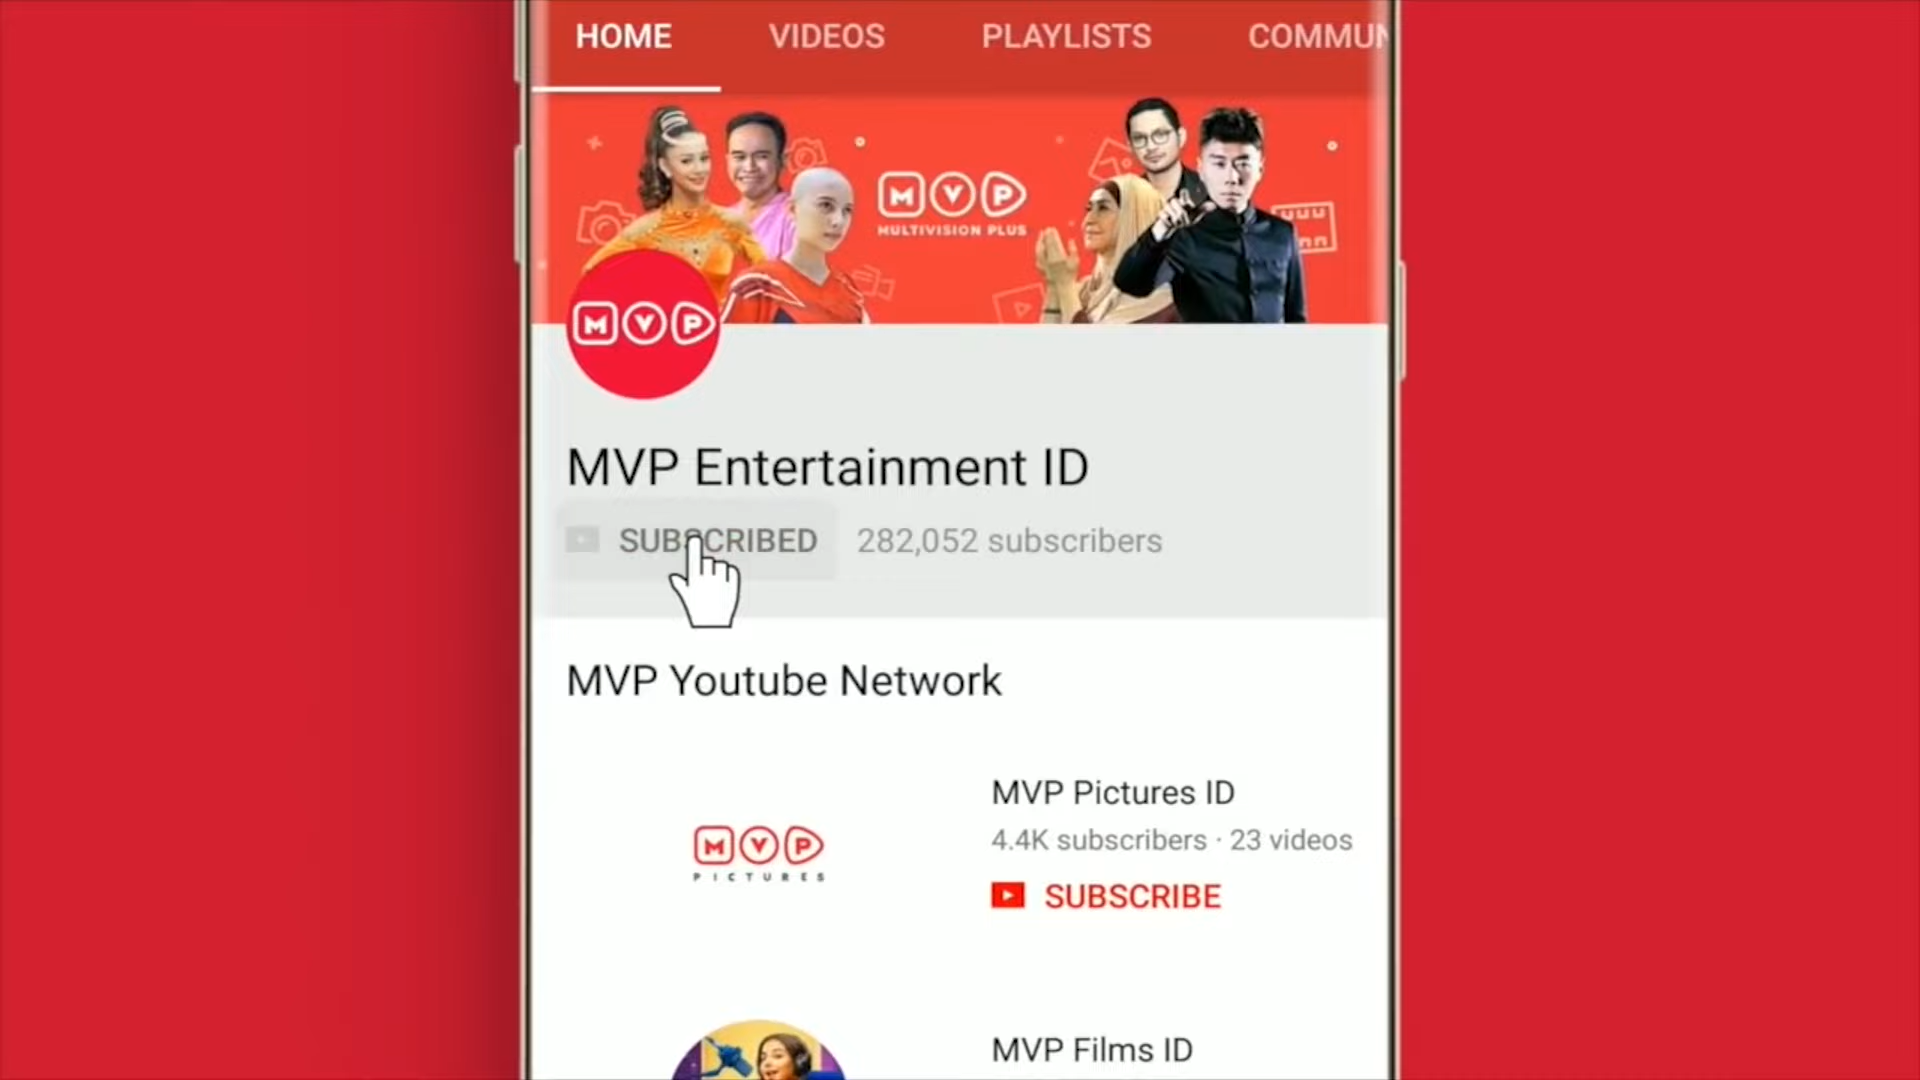 HOME VIDEOS PLAYLISTS COMMUN
MVP
MULTIVISION PLUS
MVP
MVP Entertainment ID
SUBSCRIBED 282,052 subscribers
MVP Youtube Network
MVP
PICTURES
MVP Pictures ID
4.4K subscribers · 23 videos
SUBSCRIBE
MVP Films ID